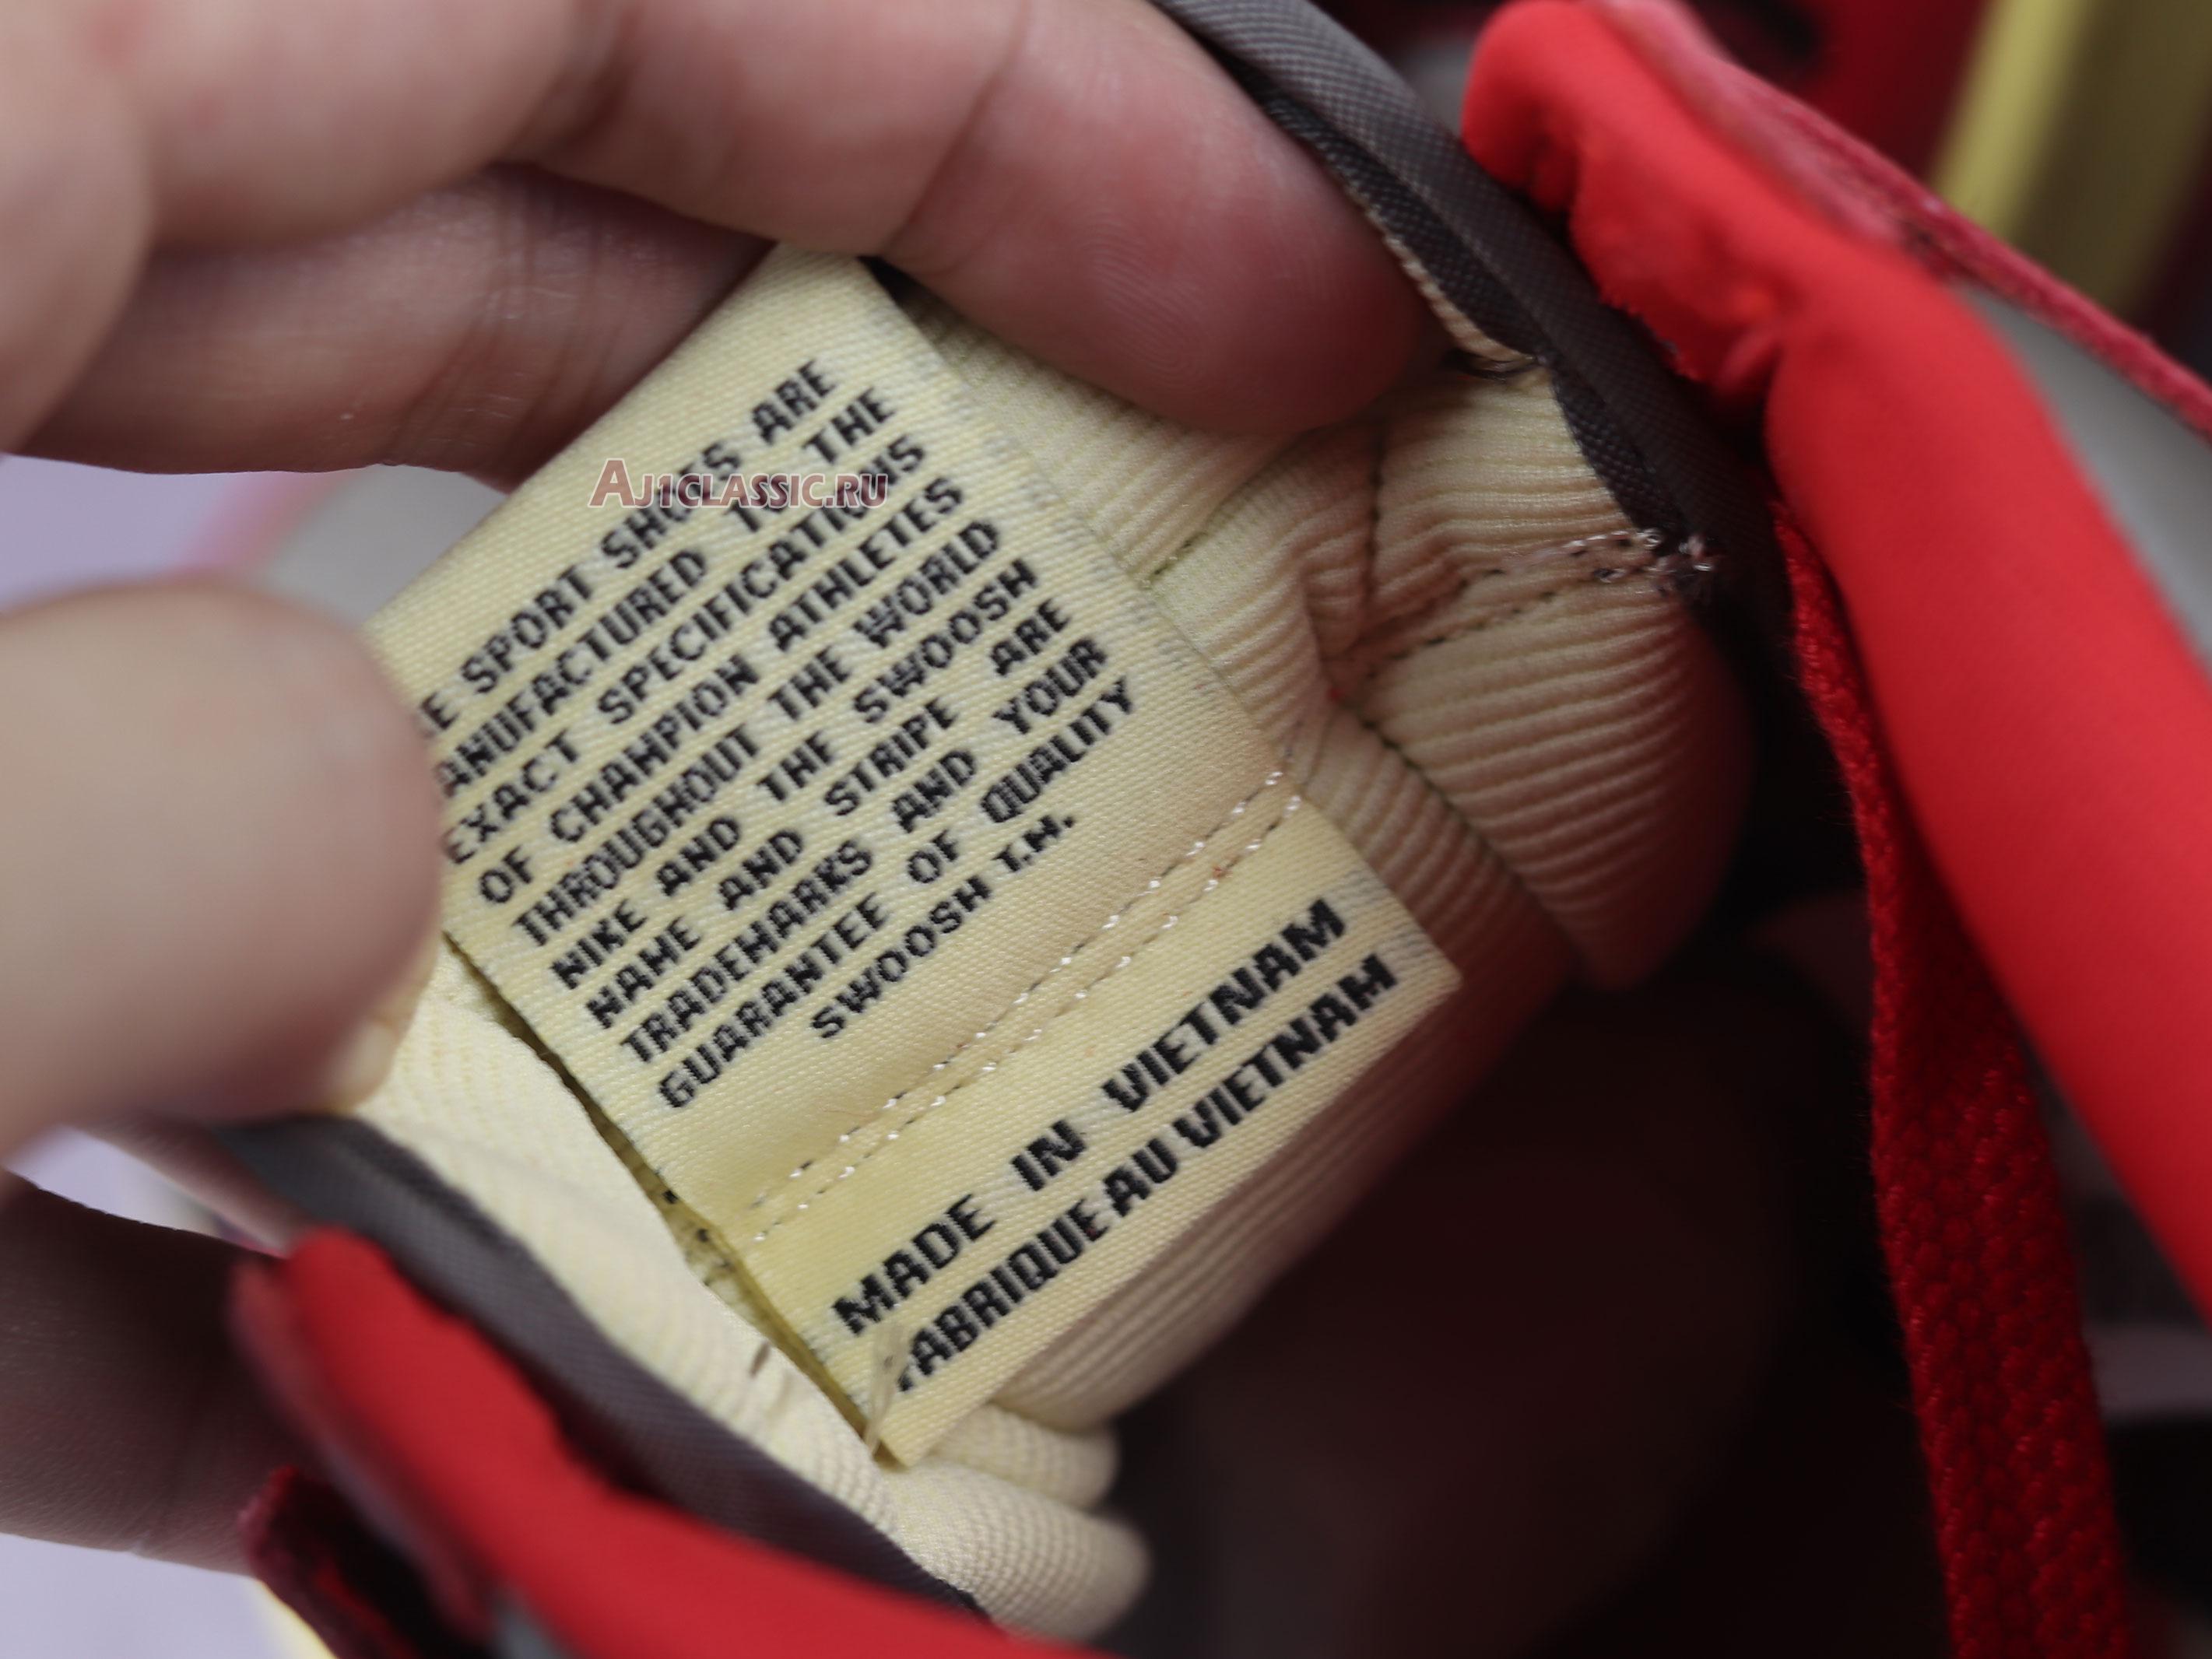 SPORT SHOES ARE
MANUFACTURED TO THE
EXACT SPECIFICATIONS
OF CHAMPION ATHLETES
THROUGHOUT THE WORLD
NIKE AND THE SWOOSH
NAME AND STRIPE ARE
TRADEMARKS AND YOUR
GUARANTEE OF QUALITY
SWOOSH T.M.
MADE IN VIETNAM
FABRIQUE AU VIETNAM
AJ1CLASSIC.RU